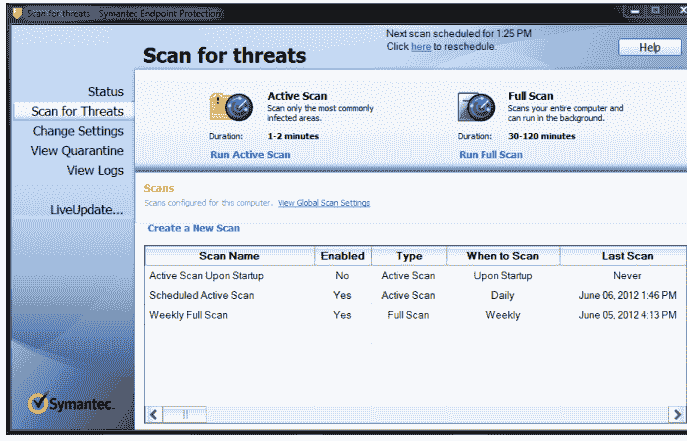 Scan for threats - Symantec Endpoint Protection
Next scan scheduled for 1:25 PM
Click here to reschedule.
Help
Scan for threats
Status
Scan for Threats
Change Settings
View Quarantine
View Logs
LiveUpdate...
Active Scan
Scan only the most commonly
infected areas.
Duration: 1-2 minutes
Run Active Scan
Full Scan
Scans your entire computer and
can run in the background.
Duration: 30-120 minutes
Run Full Scan
Scans
Scans configured for this computer. View Global Scan Settings
Create a New Scan
Scan Name Enabled Type When to Scan Last Scan
Active Scan Upon Startup No Active Scan Upon Startup Never
Scheduled Active Scan Yes Active Scan Daily June 06, 2012 1:46 PM
Weekly Full Scan Yes Full Scan Weekly June 05, 2012 4:13 PM
Symantec.